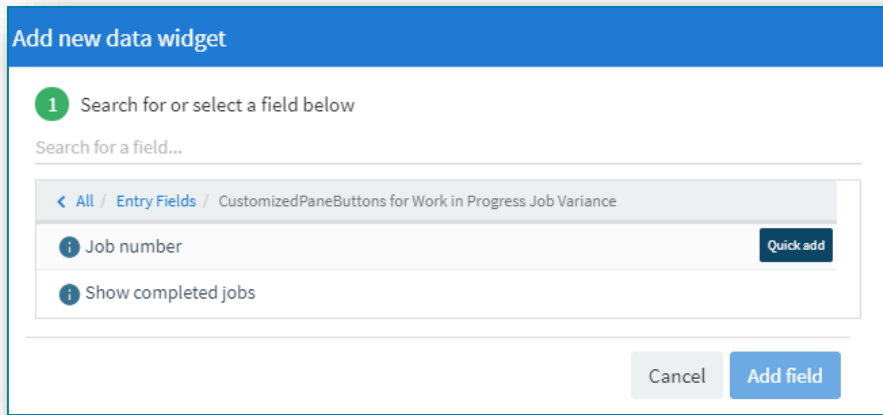 Add new data widget
1 Search for or select a field below
Search for a field...
< All / Entry Fields / CustomizedPaneButtons for Work in Progress Job Variance
Job number Quick add
Show completed jobs
Cancel Add field